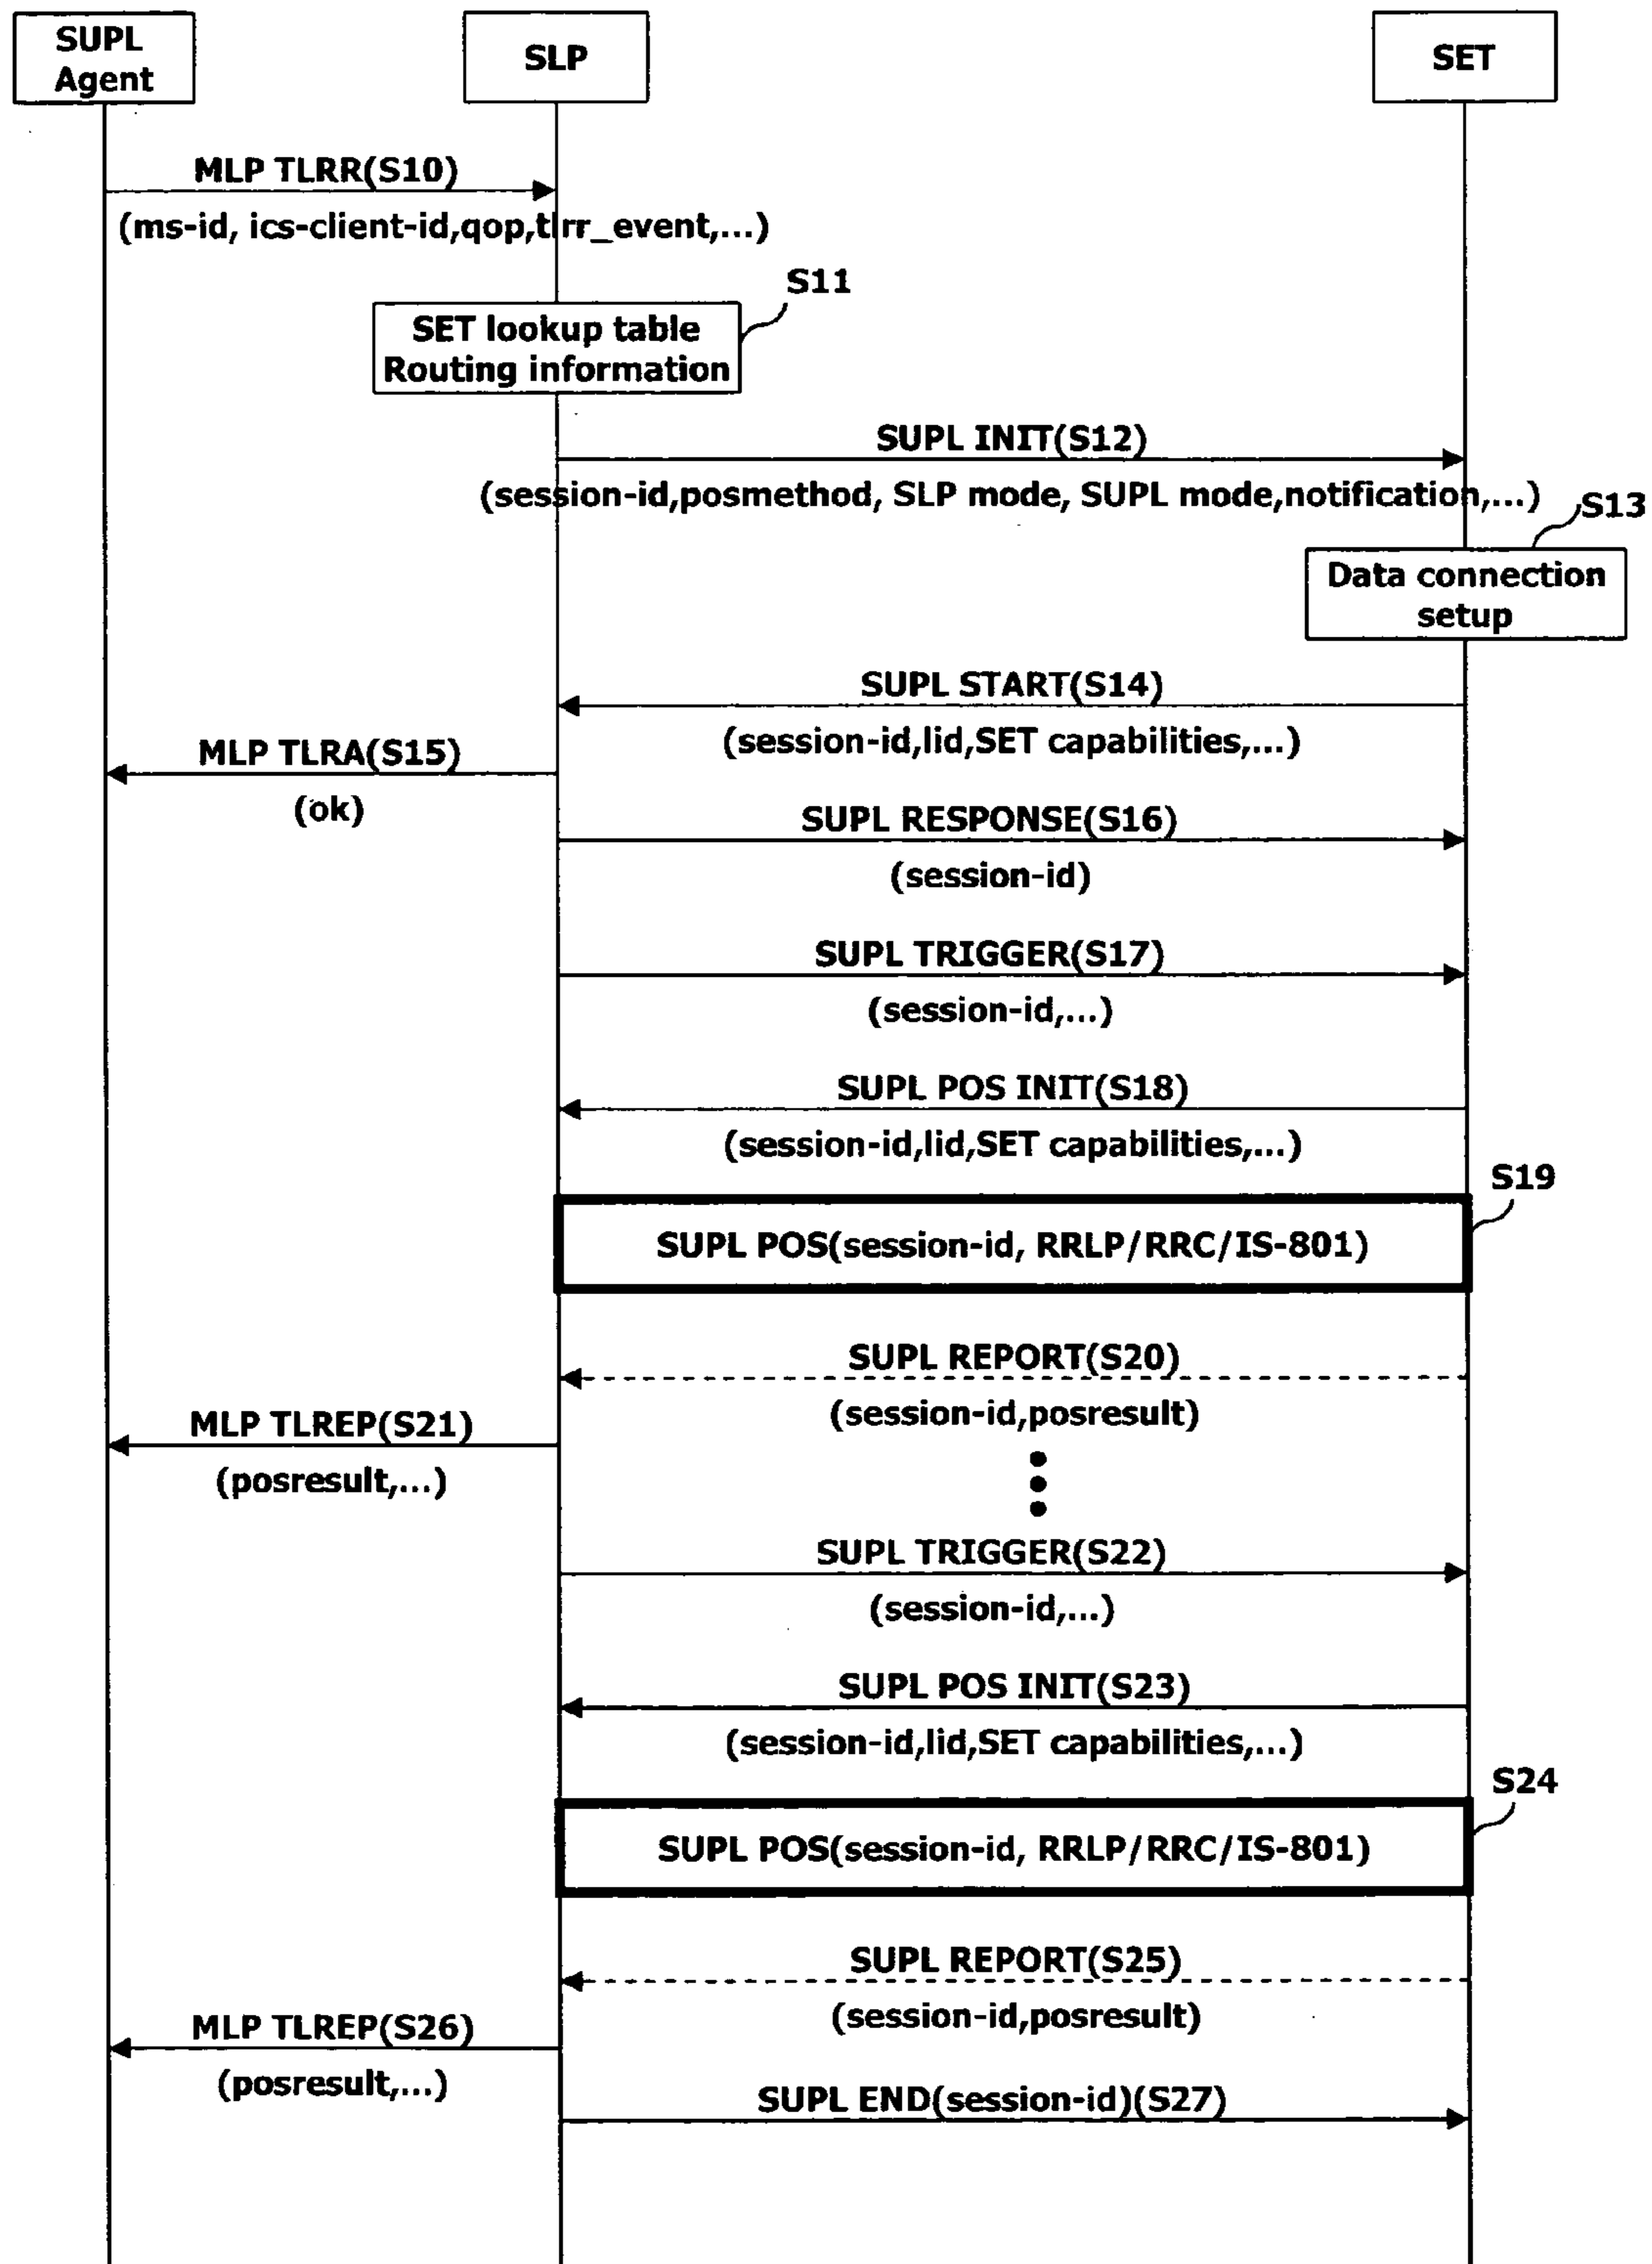 SUPL
Agent
SLP
SET
MLP TLRR(S10)
(ms-id, ics-client-id,qop,tlrr_event,...)
S11
SET lookup table
Routing information
SUPL INIT(S12)
(session-id,posmethod, SLP mode, SUPL mode,notification,...)
S13
Data connection
setup
SUPL START(S14)
(session-id,lid,SET capabilities,...)
MLP TLRA(S15)
(ok)
SUPL RESPONSE(S16)
(session-id)
SUPL TRIGGER(S17)
(session-id,...)
SUPL POS INIT(S18)
(session-id,lid,SET capabilities,...)
S19
SUPL POS(session-id, RRLP/RRC/IS-801)
SUPL REPORT(S20)
(session-id,posresult)
MLP TLREP(S21)
(posresult,...)
SUPL TRIGGER(S22)
(session-id,...)
SUPL POS INIT(S23)
(session-id,lid,SET capabilities,...)
S24
SUPL POS(session-id, RRLP/RRC/IS-801)
SUPL REPORT(S25)
(session-id,posresult)
MLP TLREP(S26)
(posresult,...)
SUPL END(session-id)(S27)